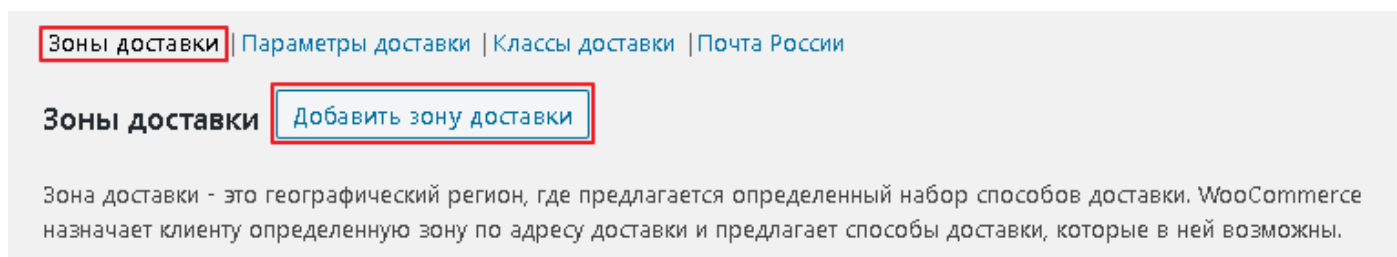 Зоны доставки | Параметры доставки | Классы доставки | Почта России
Зоны доставки Добавить зону доставки
Зона доставки - это географический регион, где предлагается определенный набор способов доставки. WooCommerce
назначает клиенту определенную зону по адресу доставки и предлагает способы доставки, которые в ней возможны.